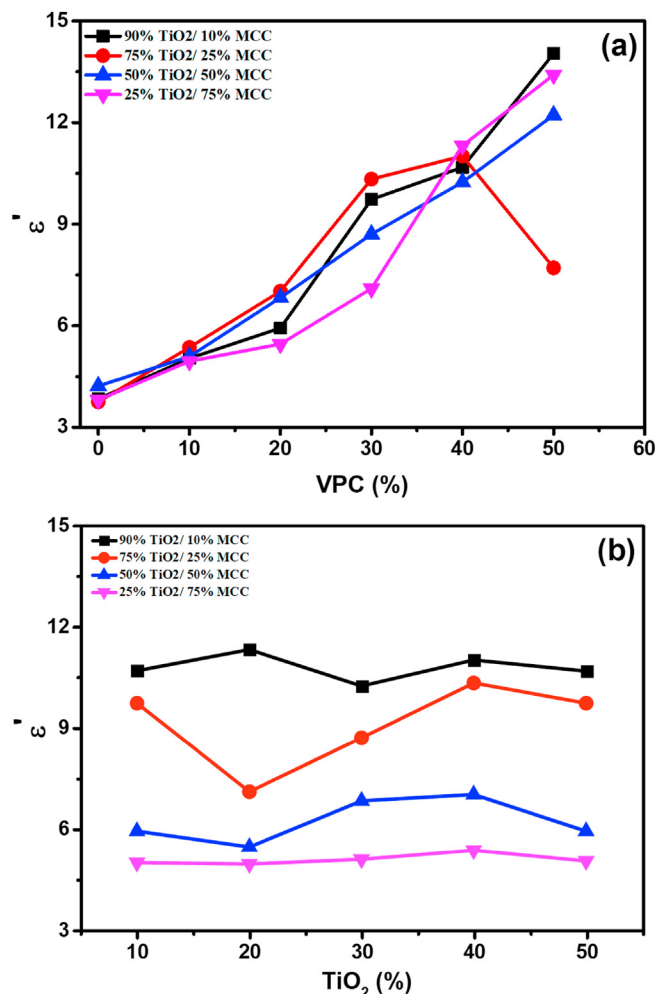 15
12
9
6
3
ε'
90% TiO2/ 10% MCC
75% TiO2/ 25% MCC
50% TiO2/ 50% MCC
25% TiO2/ 75% MCC
(a)
0 10 20 30 40 50 60
VPC (%)
15
12
9
6
3
ε'
90% TiO2/ 10% MCC
75% TiO2/ 25% MCC
50% TiO2/ 50% MCC
25% TiO2/ 75% MCC
(b)
10 20 30 40 50
TiO₂ (%)